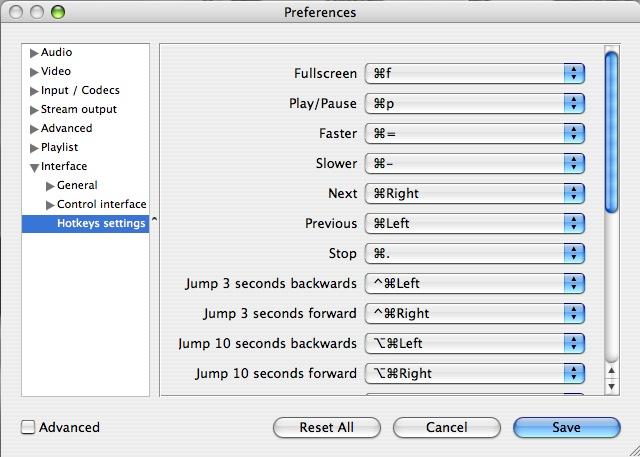 Preferences
Audio
Video
Input / Codecs
Stream output
Advanced
Playlist
Interface
General
Control interface
Hotkeys settings
Fullscreen ⌘f
Play/Pause ⌘p
Faster ⌘=
Slower ⌘-
Next ⌘Right
Previous ⌘Left
Stop ⌘.
Jump 3 seconds backwards ^⌘Left
Jump 3 seconds forward ^⌘Right
Jump 10 seconds backwards ⌥⌘Left
Jump 10 seconds forward ⌥⌘Right
Advanced
Reset All
Cancel
Save